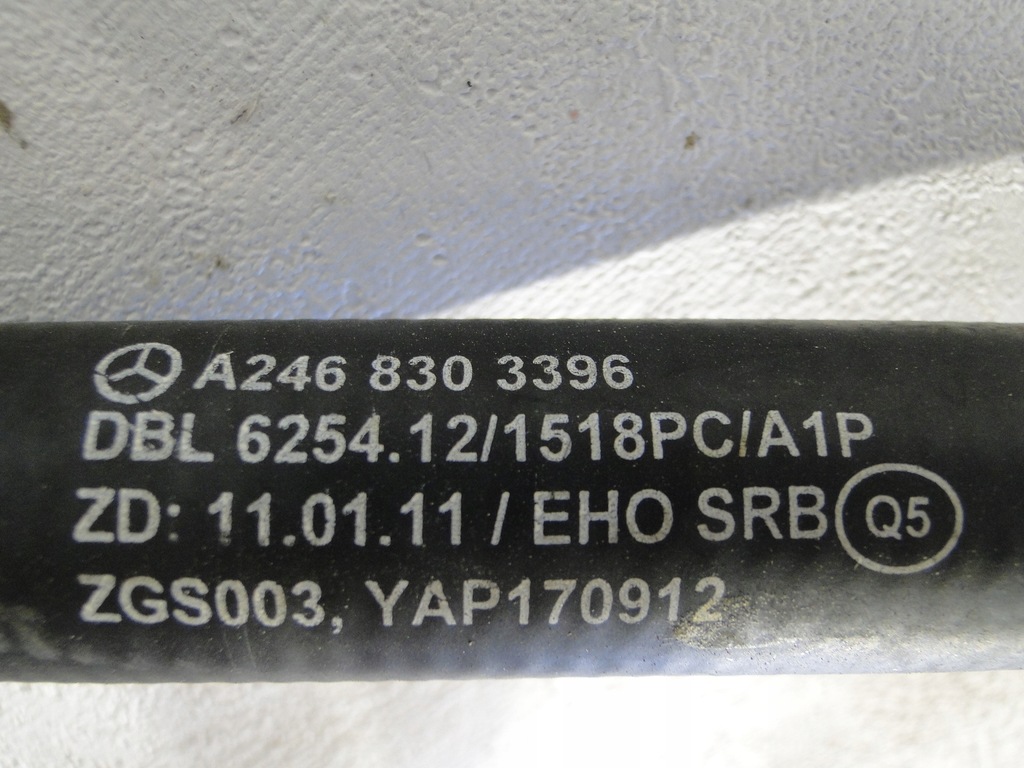 A246 830 3396
DBL 6254.12/1518PC/A1P
ZD: 11.01.11 / EHO SRB Q5
ZGS003, YAP170912